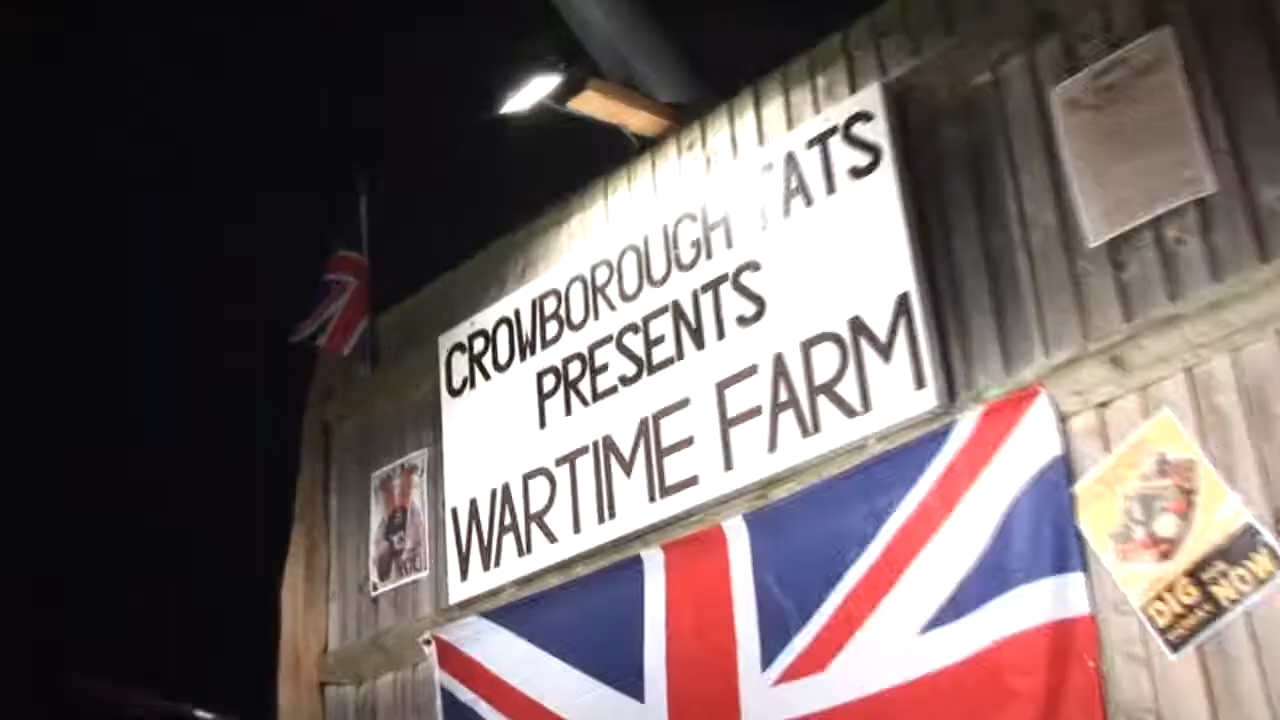 CROWBOROUGH TATS
PRESENTS
WARTIME FARM
DIG
NOW